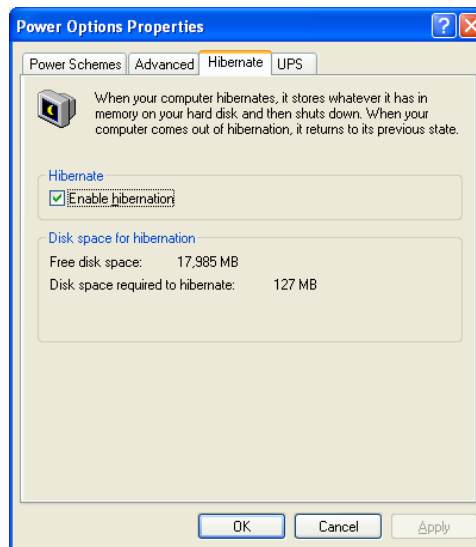 Power Options Properties
Power Schemes Advanced Hibernate UPS
When your computer hibernates, it stores whatever it has in
memory on your hard disk and then shuts down. When your
computer comes out of hibernation, it returns to its previous state.
Hibernate
Enable hibernation
Disk space for hibernation
Free disk space: 17,985 MB
Disk space required to hibernate: 127 MB
OK Cancel Apply